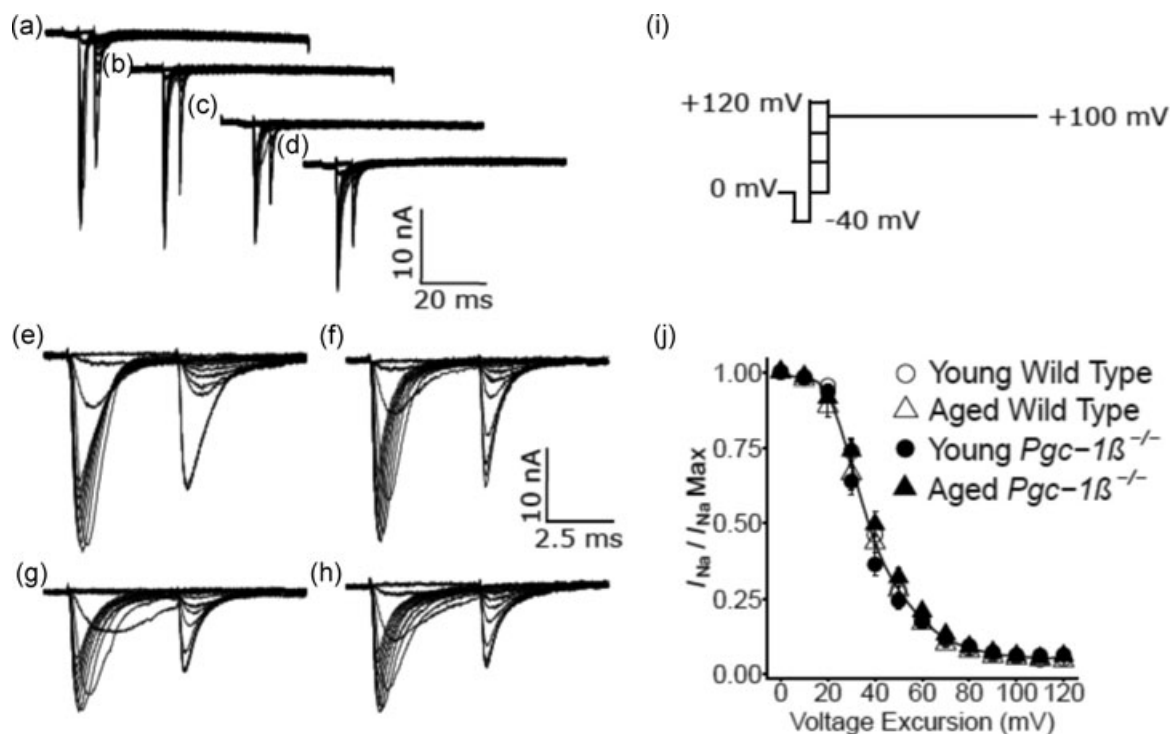 (a)
(b)
(c)
(d)
10 nA
20 ms
(i)
+120 mV
+100 mV
0 mV
-40 mV
(e)
(f)
10 nA
2.5 ms
(g)
(h)
(j)
1.00
0.75
0.50
0.25
0.00
I Na / I Na Max
Young Wild Type
Aged Wild Type
Young Pgc-1ß−/−
Aged Pgc-1ß−/−
0 20 40 60 80 100 120
Voltage Excursion (mV)